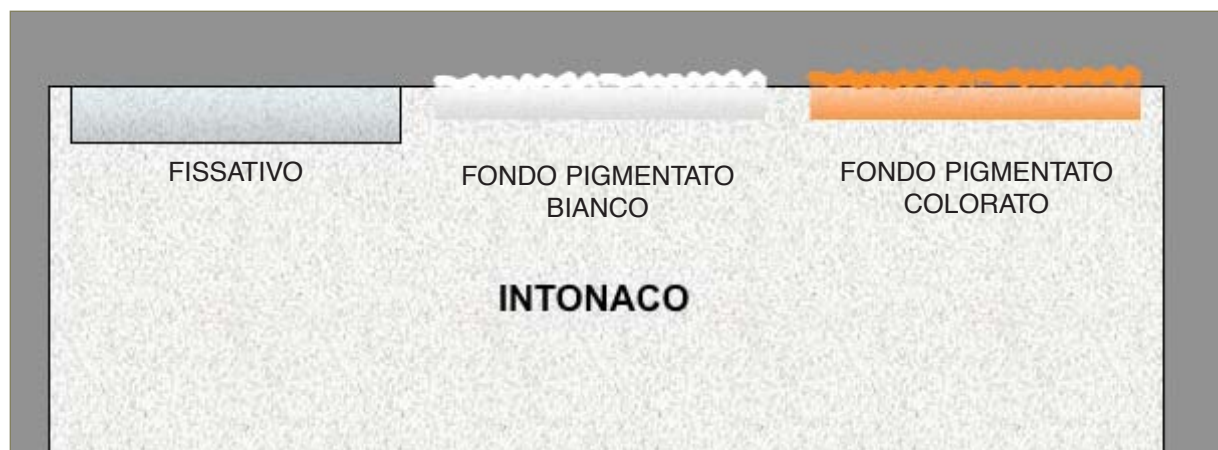 FISSATIVO
FONDO PIGMENTATO
BIANCO
FONDO PIGMENTATO
COLORATO
INTONACO